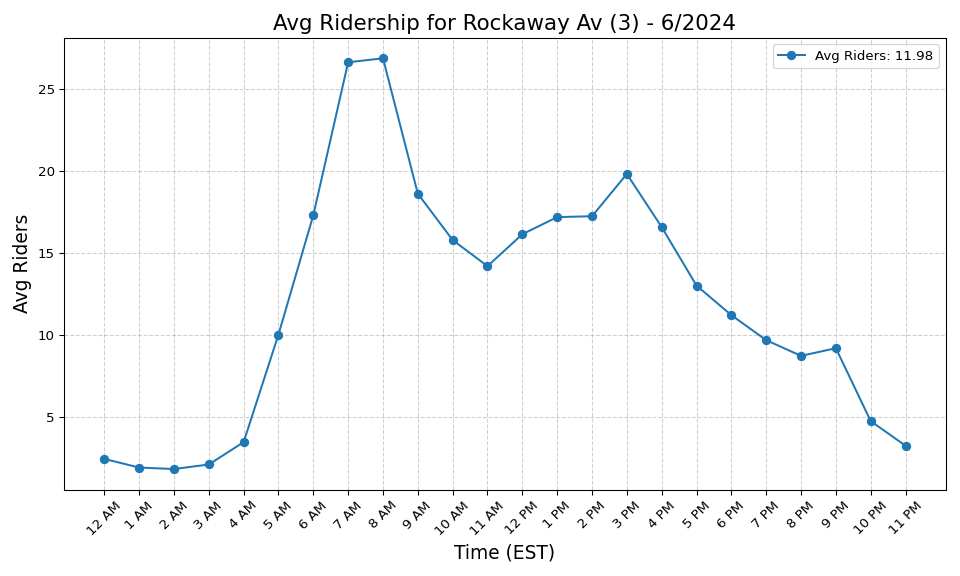 Avg Ridership for Rockaway Av (3) - 6/2024
Avg Riders: 11.98
Avg Riders
25
20
15
10
5
12 AM
1 AM
2 AM
3 AM
4 AM
5 AM
6 AM
7 AM
8 AM
9 AM
10 AM
11 AM
12 PM
1 PM
2 PM
3 PM
4 PM
5 PM
6 PM
7 PM
8 PM
9 PM
10 PM
11 PM
Time (EST)